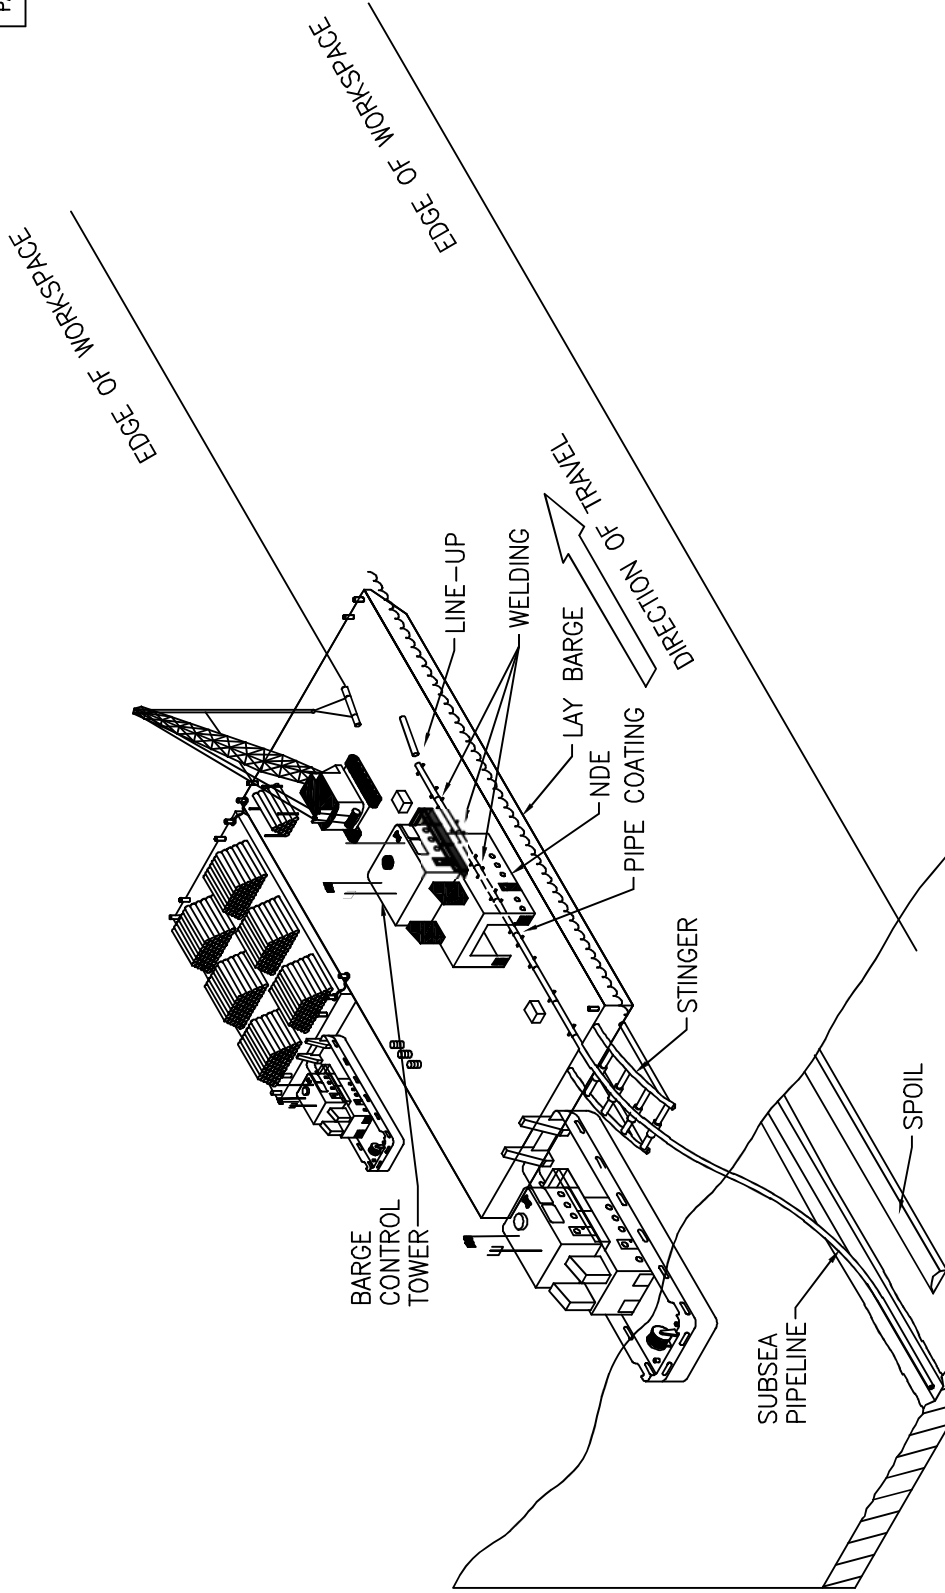 EDGE OF WORKSPACE
EDGE OF WORKSPACE
DIRECTION OF TRAVEL
LINE-UP
WELDING
LAY BARGE
NDE
PIPE COATING
STINGER
SPOIL
BARGE
CONTROL
TOWER
SUBSEA
PIPELINE